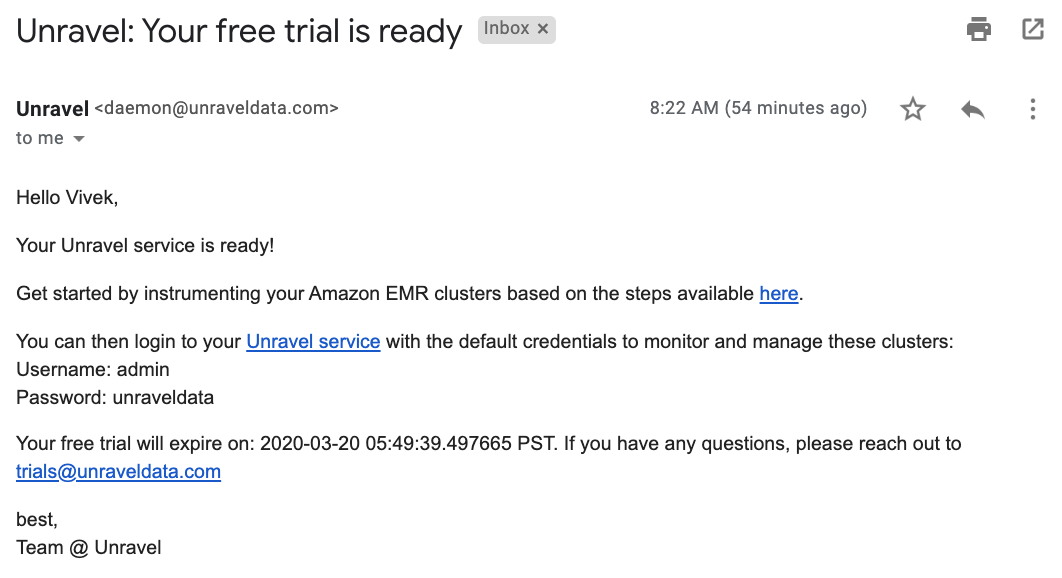 Unravel: Your free trial is ready Inbox ×
Unravel <daemon@unraveldata.com> 8:22 AM (54 minutes ago)
to me
Hello Vivek,
Your Unravel service is ready!
Get started by instrumenting your Amazon EMR clusters based on the steps available here.
You can then login to your Unravel service with the default credentials to monitor and manage these clusters:
Username: admin
Password: unraveldata
Your free trial will expire on: 2020-03-20 05:49:39.497665 PST. If you have any questions, please reach out to
trials@unraveldata.com
best,
Team @ Unravel